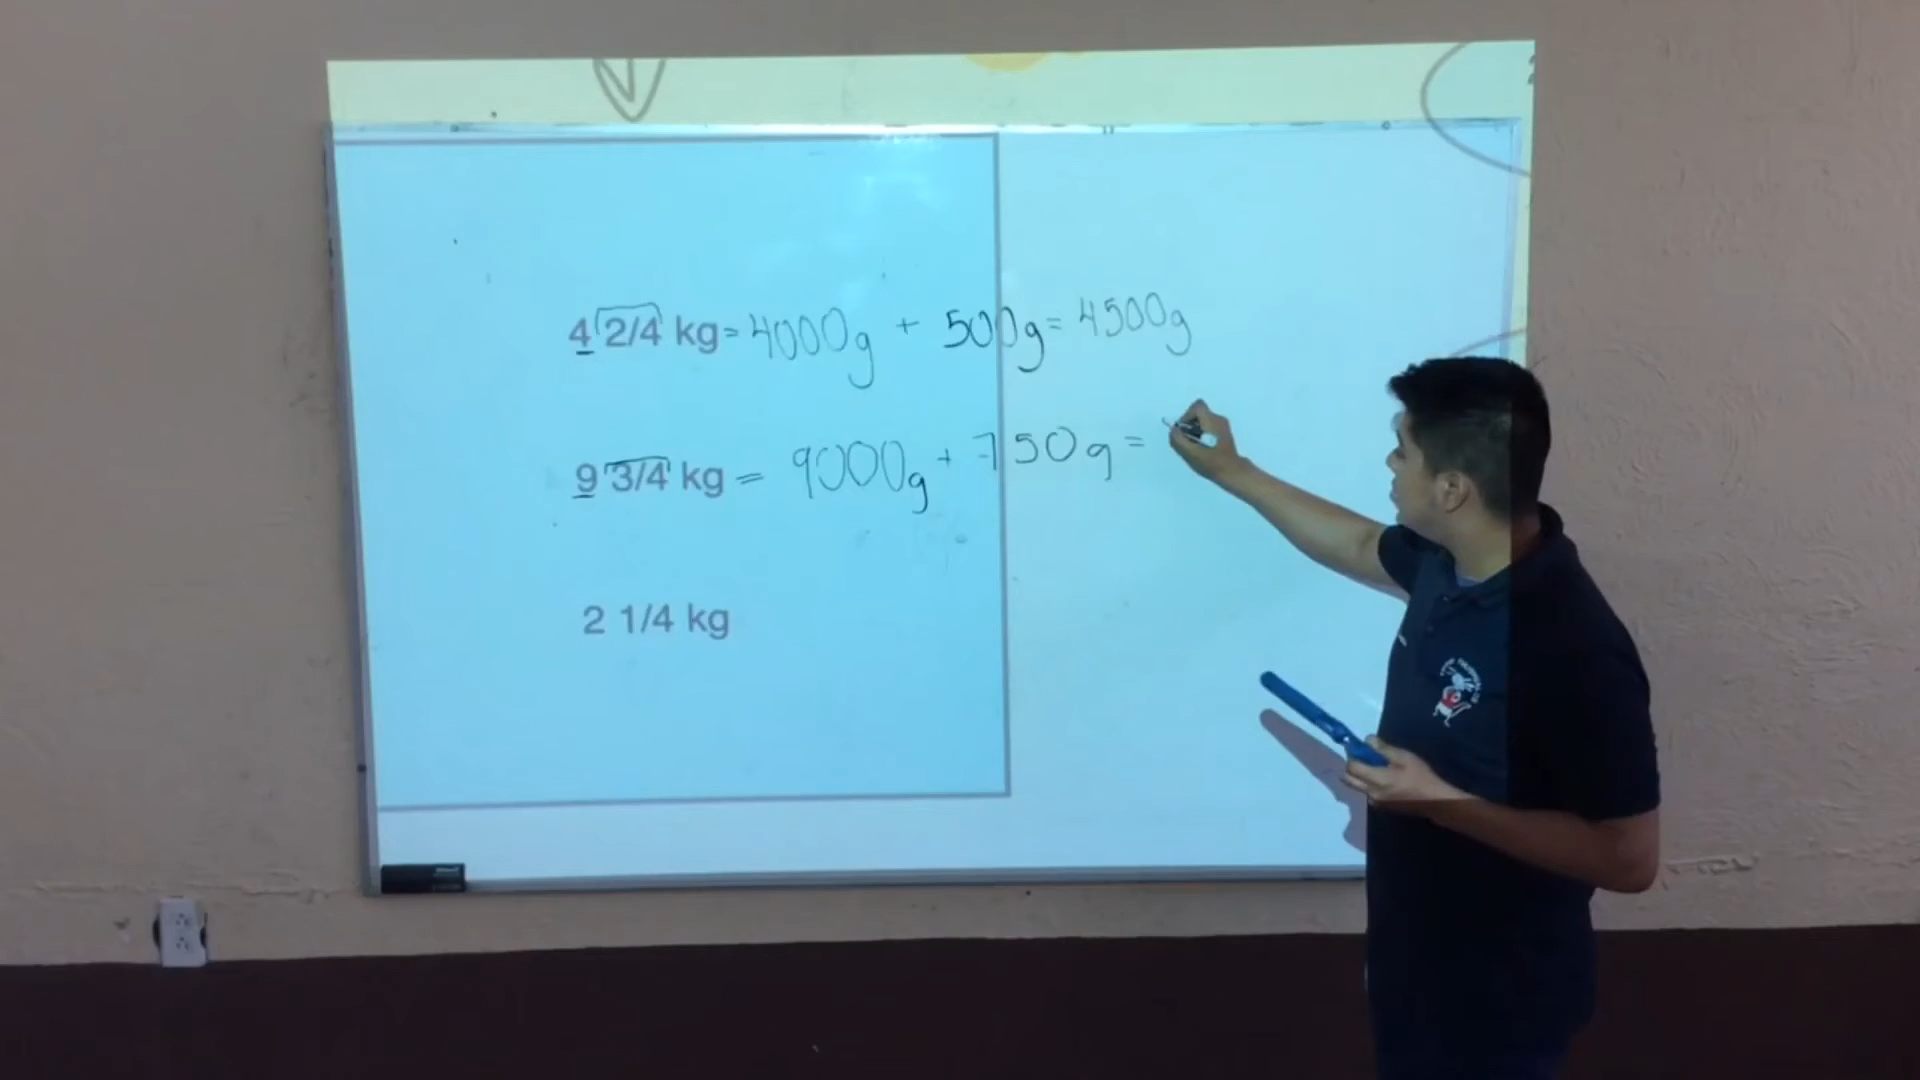 4 2/4 kg = 4000g + 500g = 4500g
9 3/4 kg = 9000g + 750g =
2 1/4 kg